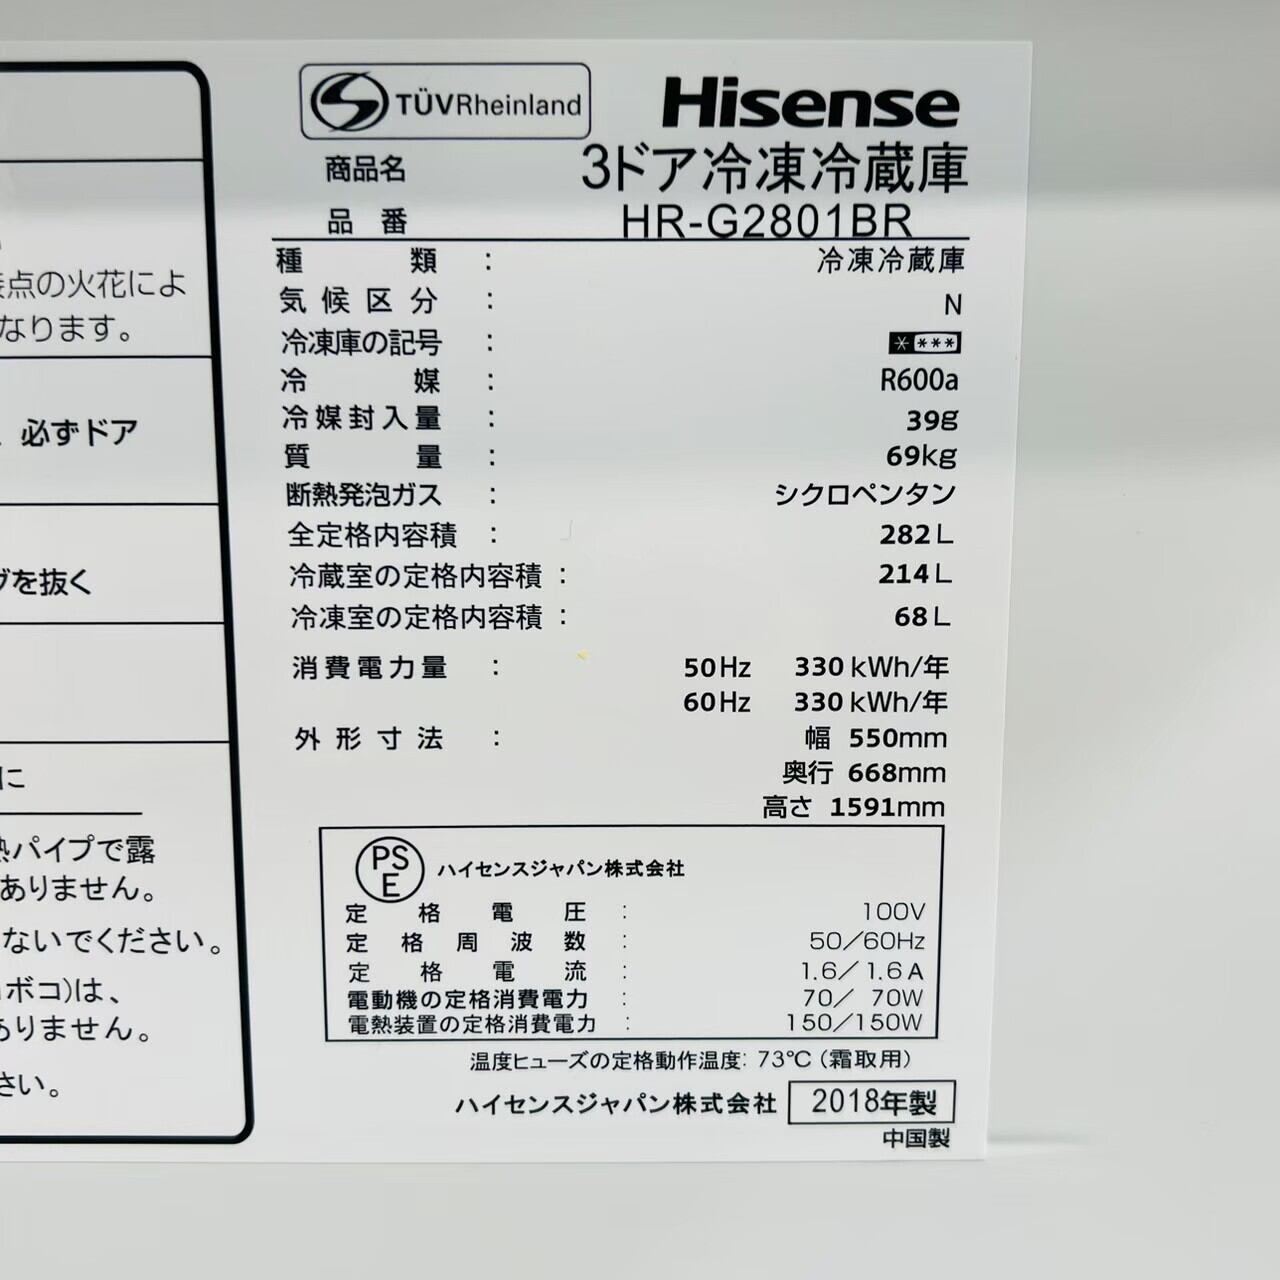 点の火花によ
なります。
必ずドア
を抜く
に
パイプで露
ありません。
ないでください。
ボコ)は、
ありません。
さい。
TÜVRheinland
Hisense
商品名 3ドア冷凍冷蔵庫
品番 HR-G2801BR
種類 : 冷凍冷蔵庫
気候区分 : N
冷凍庫の記号 : ＊＊＊＊
冷媒 : R600a
冷媒封入量 : 39g
質量 : 69kg
断熱発泡ガス : シクロペンタン
全定格内容積 : 282L
冷蔵室の定格内容積 : 214L
冷凍室の定格内容積 : 68L
消費電力量 : 50Hz 330kWh/年
60Hz 330kWh/年
外形寸法 : 幅 550mm
奥行 668mm
高さ 1591mm
PSE ハイセンスジャパン株式会社
定格電圧 : 100V
定格周波数 : 50/60Hz
定格電流 : 1.6/1.6A
電動機の定格消費電力 : 70/ 70W
電熱装置の定格消費電力 : 150/150W
温度ヒューズの定格動作温度: 73℃(霜取用)
ハイセンスジャパン株式会社 2018年製
中国製